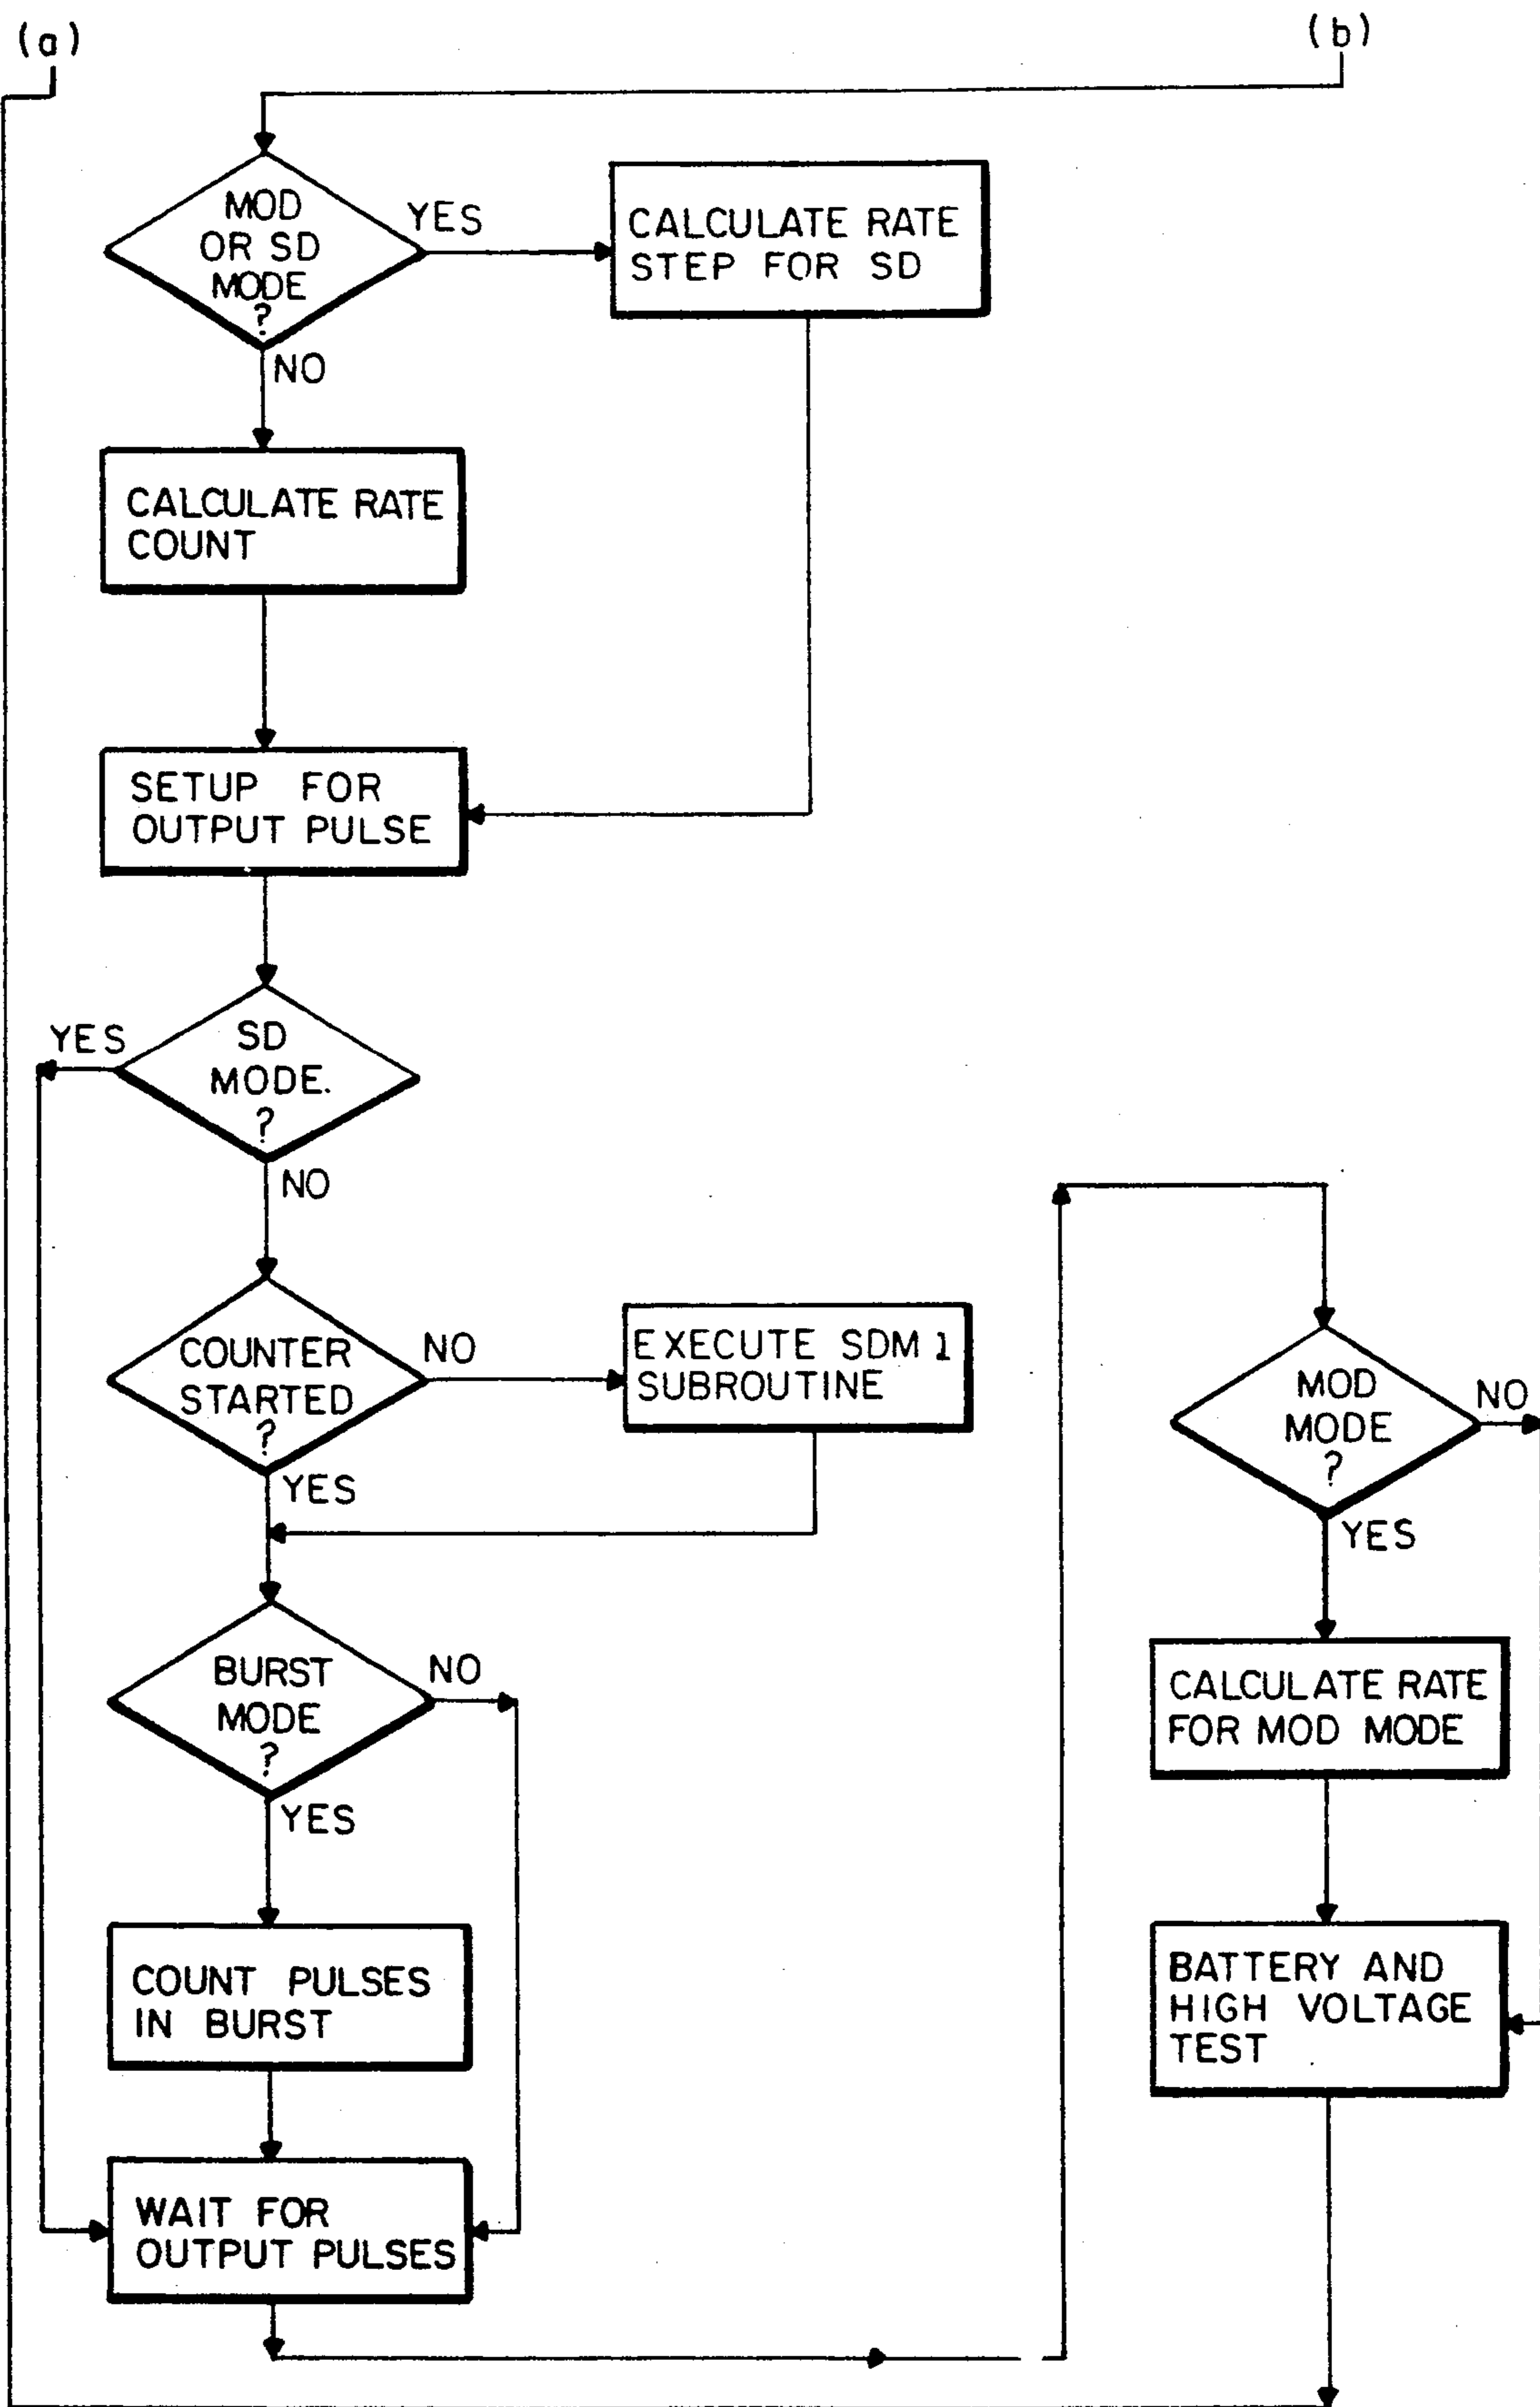 (a)
(b)
MOD
OR SD
MODE
?
YES
CALCULATE RATE
STEP FOR SD
NO
CALCULATE RATE
COUNT
SETUP FOR
OUTPUT PULSE
YES
SD
MODE.
?
NO
COUNTER
STARTED
?
NO
EXECUTE SDM 1
SUBROUTINE
YES
BURST
MODE
?
NO
YES
COUNT PULSES
IN BURST
WAIT FOR
OUTPUT PULSES
MOD
MODE
?
NO
YES
CALCULATE RATE
FOR MOD MODE
BATTERY AND
HIGH VOLTAGE
TEST